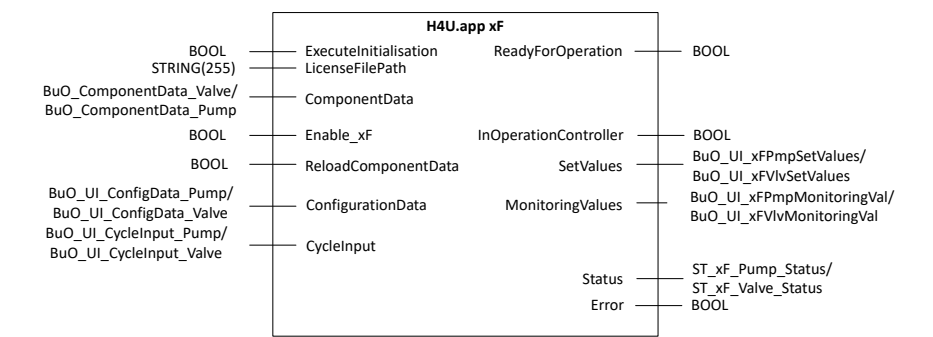 H4U.app xF
BOOL ExecuteInitialisation ReadyForOperation BOOL
STRING(255) LicenseFilePath
BuO_ComponentData_Valve/
BuO_ComponentData_Pump ComponentData
BOOL Enable_xF InOperationController BOOL
BOOL ReloadComponentData SetValues BuO_UI_xFPmpSetValues/
BuO_UI_xFVlvSetValues
BuO_UI_ConfigData_Pump/
BuO_UI_ConfigData_Valve ConfigurationData MonitoringValues BuO_UI_xFPmpMonitoringVal/
BuO_UI_xFVlvMonitoringVal
BuO_UI_CycleInput_Pump/
BuO_UI_CycleInput_Valve CycleInput
Status ST_xF_Pump_Status/
ST_xF_Valve_Status
Error BOOL